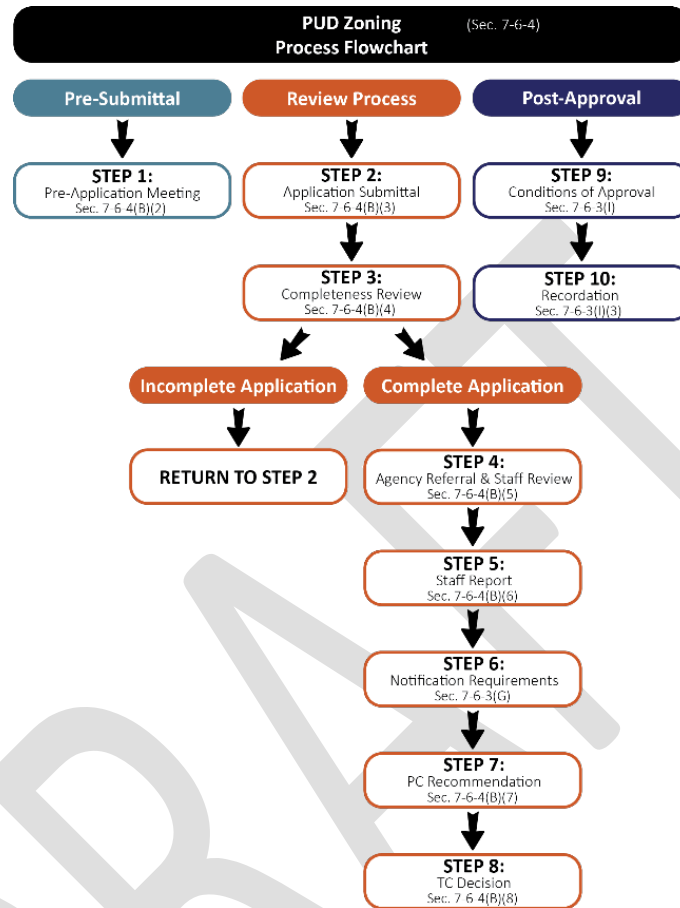 PUD Zoning (Sec. 7-6-4)
Process Flowchart
Pre-Submittal
Review Process
Post-Approval
STEP 1:
Pre-Application Meeting
Sec. 7-6-4(B)(2)
STEP 2:
Application Submittal
Sec. 7-6-4(B)(3)
STEP 9:
Conditions of Approval
Sec. 7-6-3(I)
STEP 3:
Completeness Review
Sec. 7-6-4(B)(4)
STEP 10:
Recordation
Sec. 7-6-3(I)(3)
Incomplete Application
Complete Application
RETURN TO STEP 2
STEP 4:
Agency Referral & Staff Review
Sec. 7-6-4(B)(5)
STEP 5:
Staff Report
Sec. 7-6-4(B)(6)
STEP 6:
Notification Requirements
Sec. 7-6-3(G)
STEP 7:
PC Recommendation
Sec. 7-6-4(B)(7)
STEP 8:
TC Decision
Sec. 7-6-4(B)(8)
DRAFT